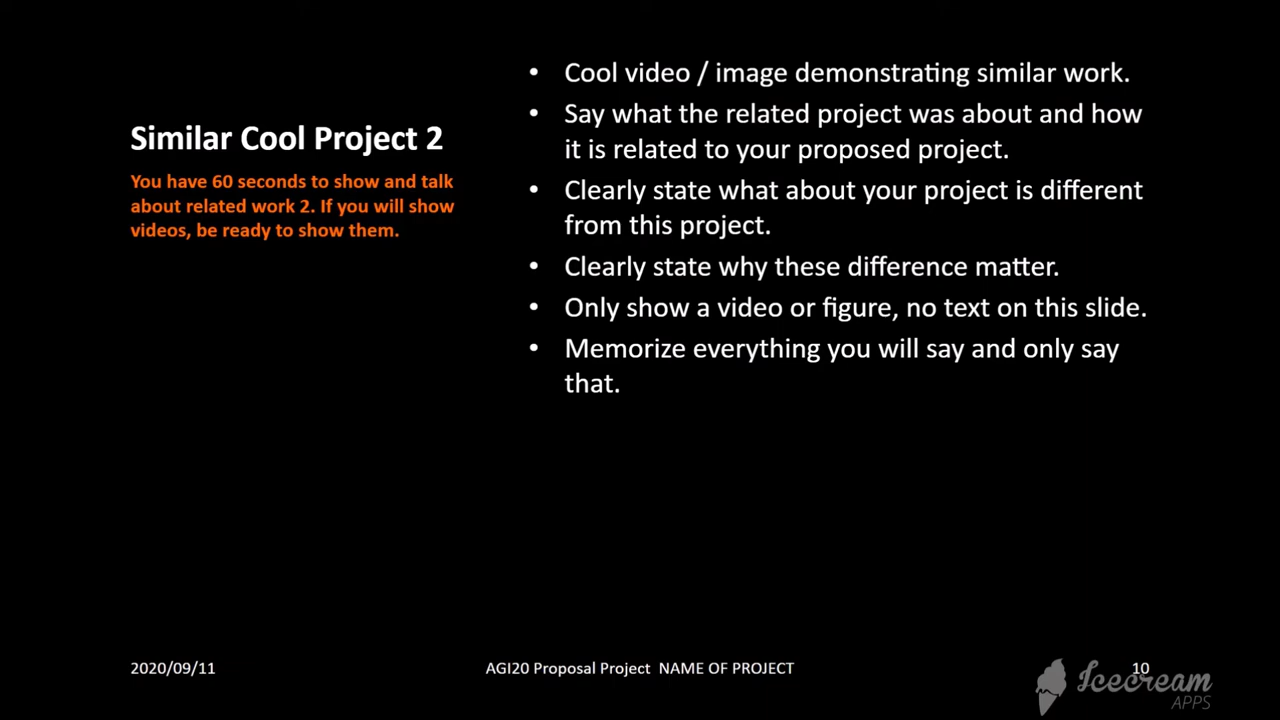 Similar Cool Project 2
You have 60 seconds to show and talk
about related work 2. If you will show
videos, be ready to show them.
• Cool video / image demonstrating similar work.
• Say what the related project was about and how
it is related to your proposed project.
• Clearly state what about your project is different
from this project.
• Clearly state why these difference matter.
• Only show a video or figure, no text on this slide.
• Memorize everything you will say and only say
that.
2020/09/11
AGI20 Proposal Project  NAME OF PROJECT
10
Icecream
APPS